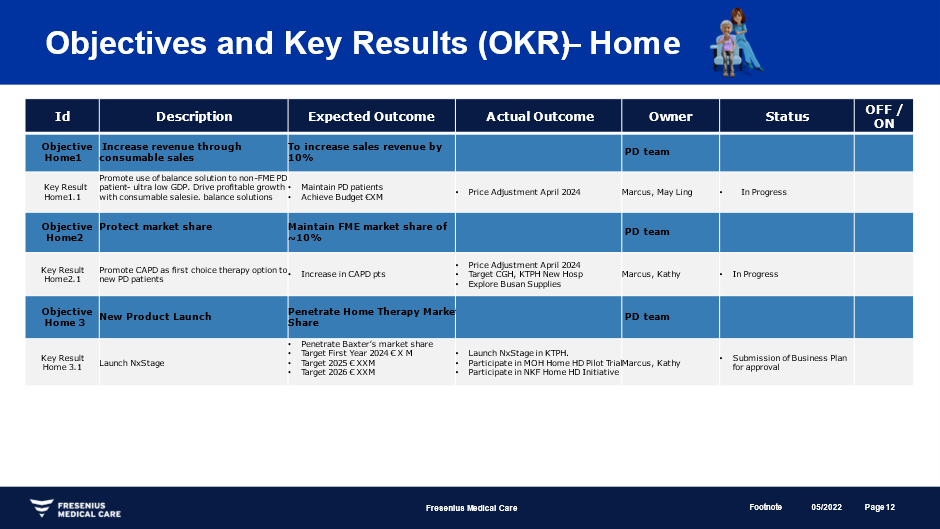 Objectives and Key Results (OKR)– Home
Id Description Expected Outcome Actual Outcome Owner Status OFF / ON
Objective Home1
Increase revenue through
consumable sales
To increase sales revenue by
10%
PD team
Key Result
Home1.1
Promote use of balance solution to non-FME PD
patient- ultra low GDP. Drive profitable growth
with consumable salesie. balance solutions
• Maintain PD patients
• Achieve Budget €XM
• Price Adjustment April 2024
Marcus, May Ling
• In Progress
Objective
Home2
Protect market share
Maintain FME market share of
~10%
PD team
Key Result
Home2.1
Promote CAPD as first choice therapy option to
new PD patients
• Increase in CAPD pts
• Price Adjustment April 2024
• Target CGH, KTPH New Hosp
• Explore Busan Supplies
Marcus, Kathy
• In Progress
Objective
Home 3
New Product Launch
Penetrate Home Therapy Marke
Share
PD team
Key Result
Home 3.1
Launch NxStage
• Penetrate Baxter's market share
• Target First Year 2024 € X M
• Target 2025 € XXM
• Target 2026 € XXM
• Launch NxStage in KTPH.
• Participate in MOH Home HD Pilot Trial
• Participate in NKF Home HD Initiative
Marcus, Kathy
• Submission of Business Plan
for approval
FRESENIUS
MEDICAL CARE
Fresenius Medical Care
Footnote 05/2022 Page 12